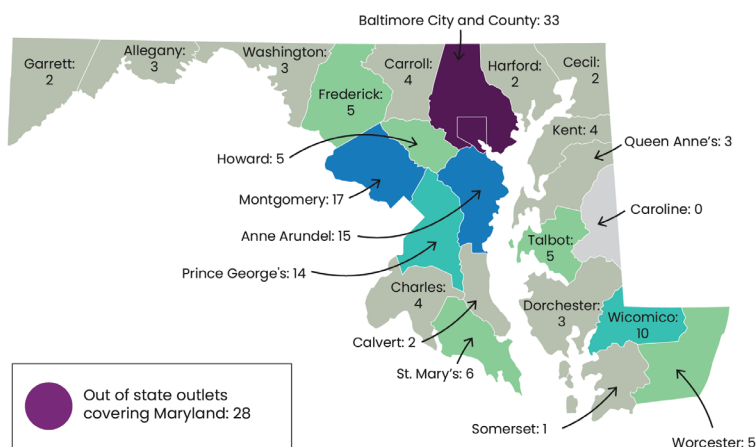 Baltimore City and County: 33
Garrett:
2
Allegany:
3
Washington:
3
Frederick:
5
Carroll:
4
Harford:
2
Cecil:
2
Kent: 4
Queen Anne's: 3
Howard: 5
Montgomery: 17
Caroline: 0
Anne Arundel: 15
Talbot:
5
Prince George's: 14
Charles:
4
Dorchester:
3
Wicomico:
10
Calvert: 2
St. Mary's: 6
Somerset: 1
Worcester: 5
Out of state outlets
covering Maryland: 28